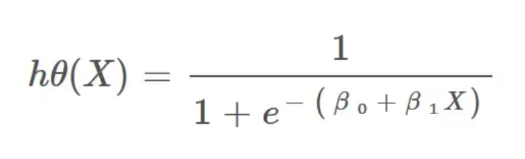 hθ(X) = 1 / 1 + e^−(β₀ + β₁X)